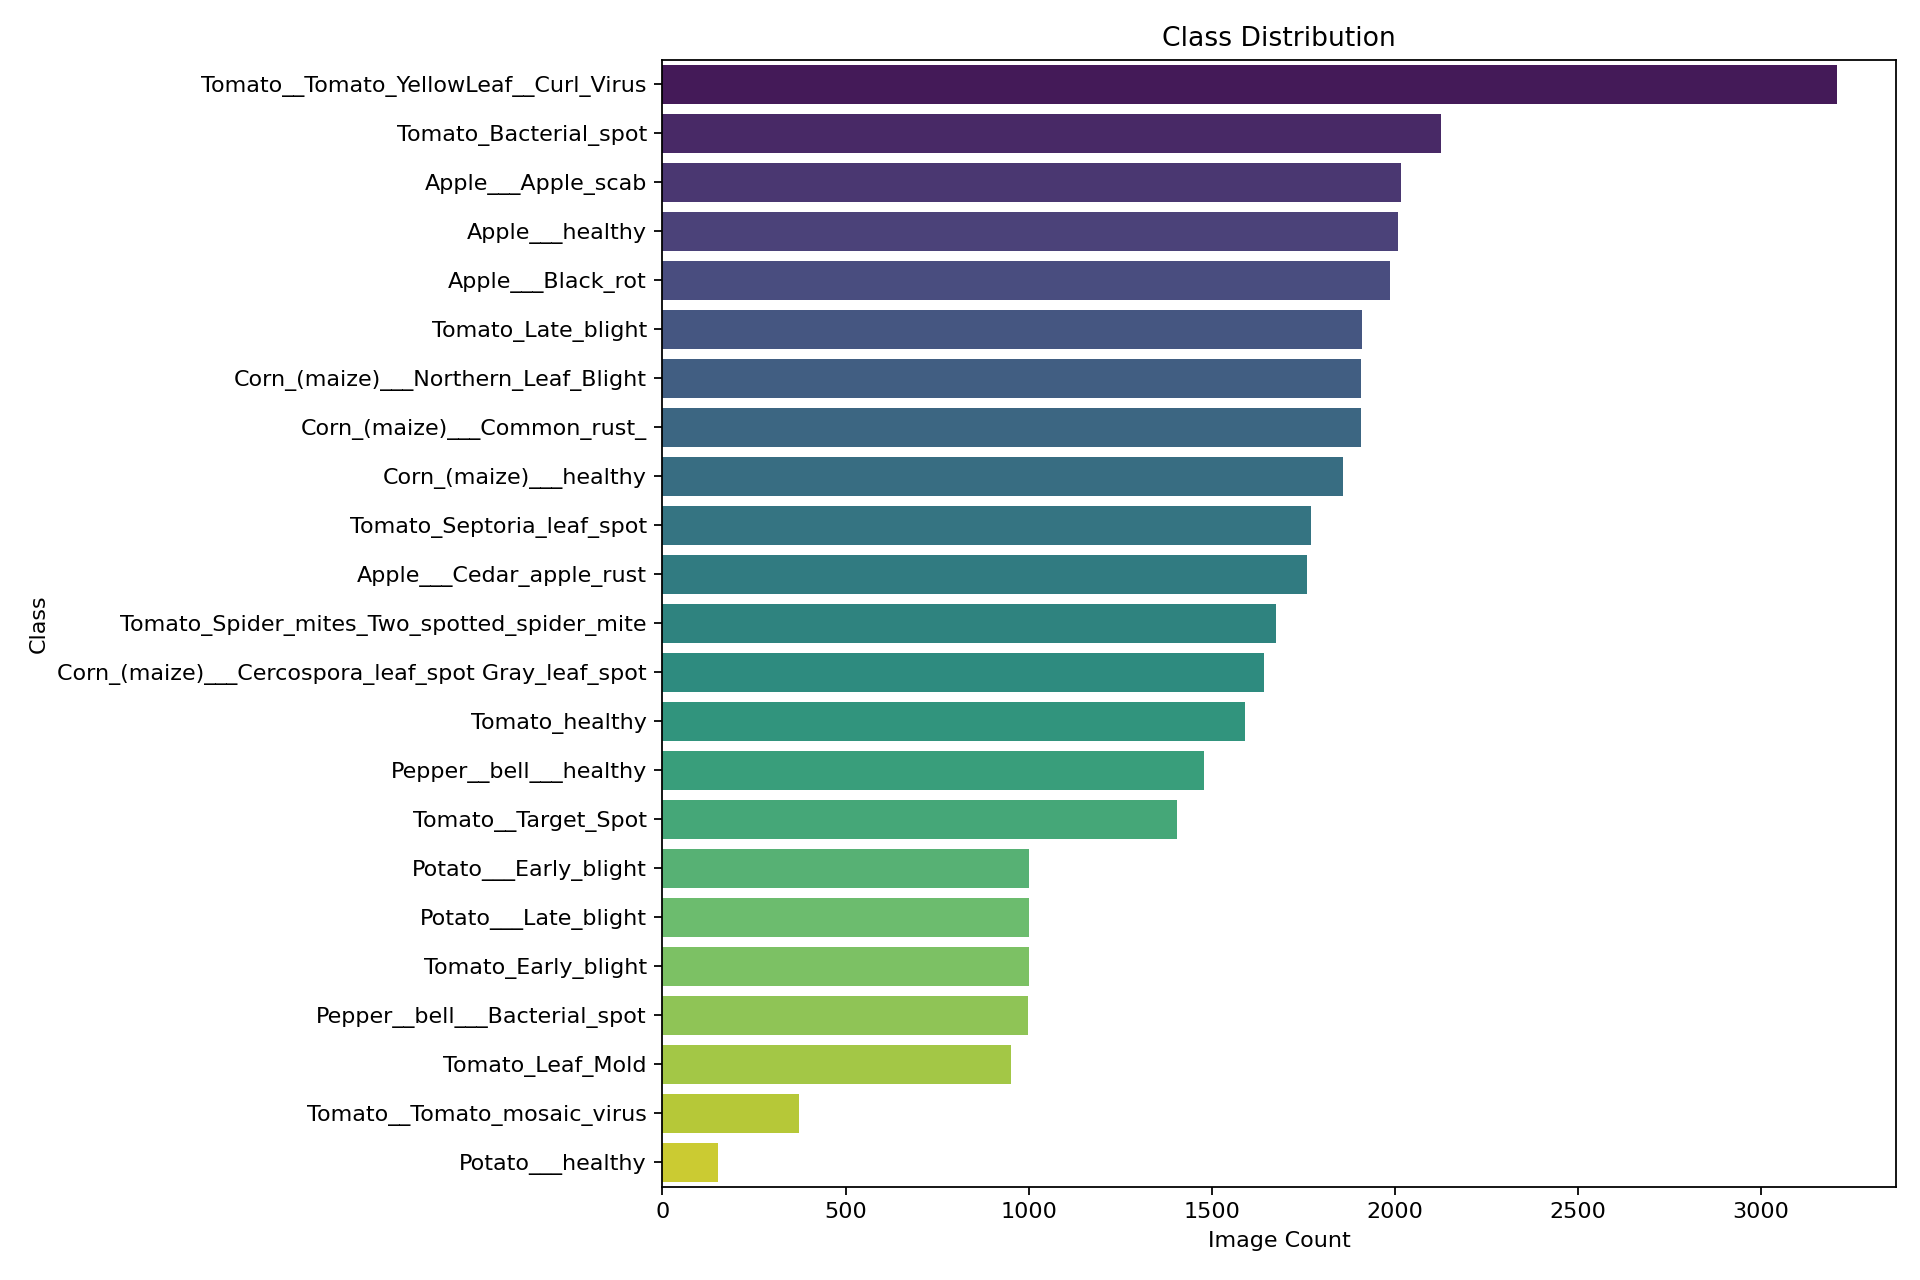 Class Distribution
Tomato__Tomato_YellowLeaf__Curl_Virus
Tomato_Bacterial_spot
Apple___Apple_scab
Apple___healthy
Apple___Black_rot
Tomato_Late_blight
Corn_(maize)___Northern_Leaf_Blight
Corn_(maize)___Common_rust_
Corn_(maize)___healthy
Tomato_Septoria_leaf_spot
Apple___Cedar_apple_rust
Tomato_Spider_mites_Two_spotted_spider_mite
Corn_(maize)___Cercospora_leaf_spot Gray_leaf_spot
Tomato_healthy
Pepper__bell___healthy
Tomato__Target_Spot
Potato___Early_blight
Potato___Late_blight
Tomato_Early_blight
Pepper__bell___Bacterial_spot
Tomato_Leaf_Mold
Tomato__Tomato_mosaic_virus
Potato___healthy
Class
0 500 1000 1500 2000 2500 3000
Image Count